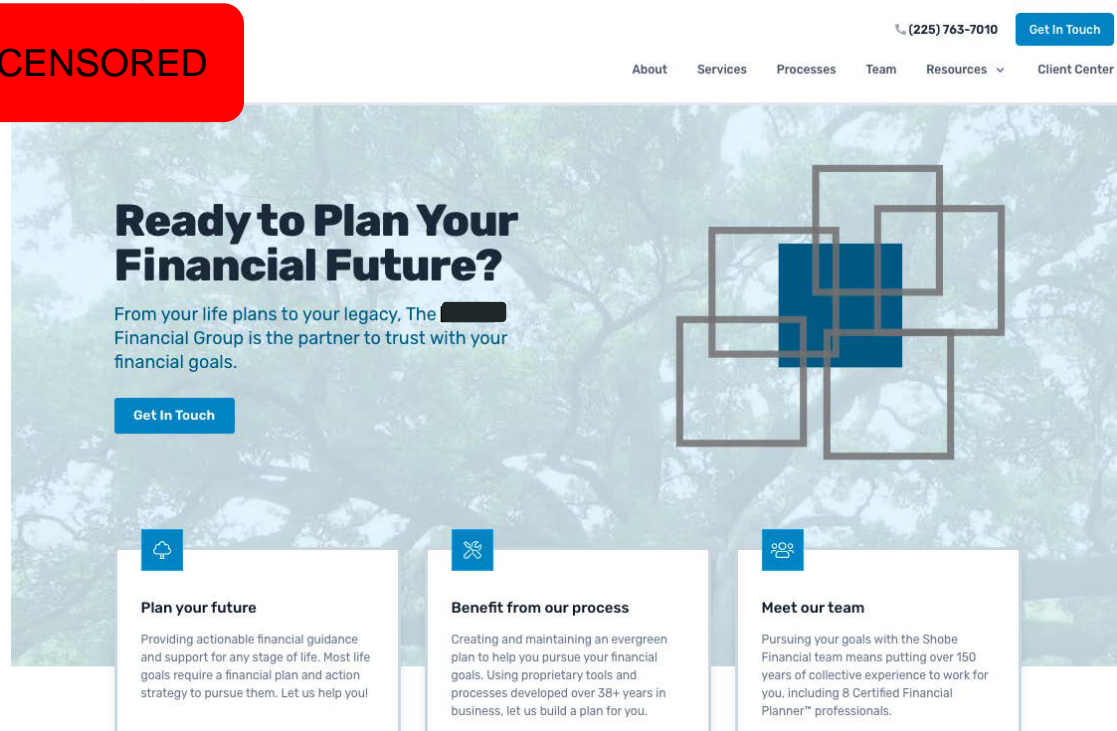 CENSORED
(225) 763-7010
Get In Touch
About Services Processes Team Resources Client Center
Ready to Plan Your
Financial Future?
From your life plans to your legacy, The
Financial Group is the partner to trust with your
financial goals.
Get In Touch
Plan your future
Providing actionable financial guidance
and support for any stage of life. Most life
goals require a financial plan and action
strategy to pursue them. Let us help you!
Benefit from our process
Creating and maintaining an evergreen
plan to help you pursue your financial
goals. Using proprietary tools and
processes developed over 38+ years in
business, let us build a plan for you.
Meet our team
Pursuing your goals with the Shobe
Financial team means putting over 150
years of collective experience to work for
you, including 8 Certified Financial
Planner™ professionals.